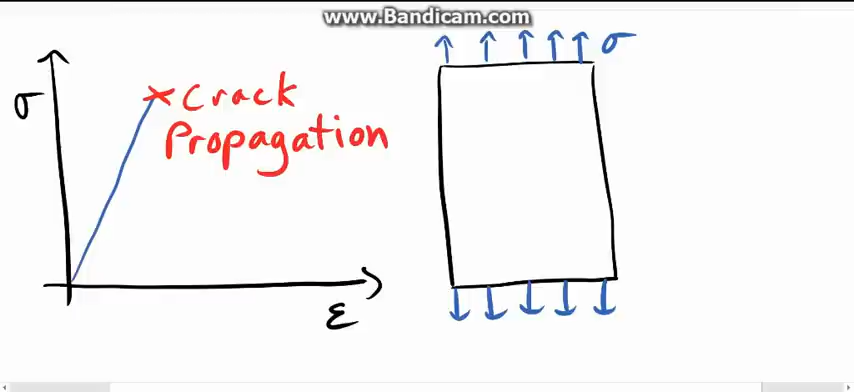 www.Bandicam.com
σ
σ
Crack
Propagation
ε